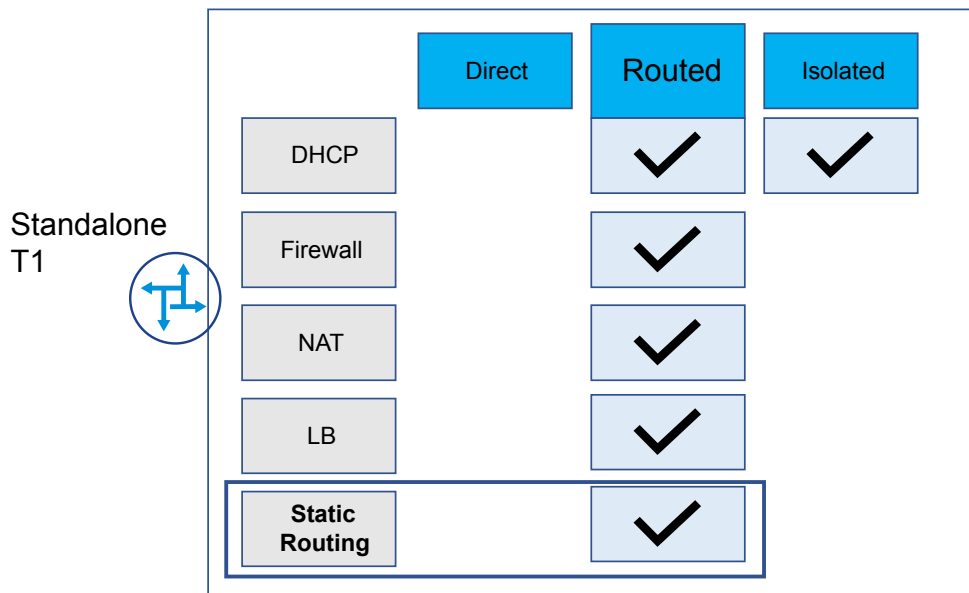 Direct
Routed
Isolated
DHCP
Standalone
T1
Firewall
NAT
LB
Static
Routing